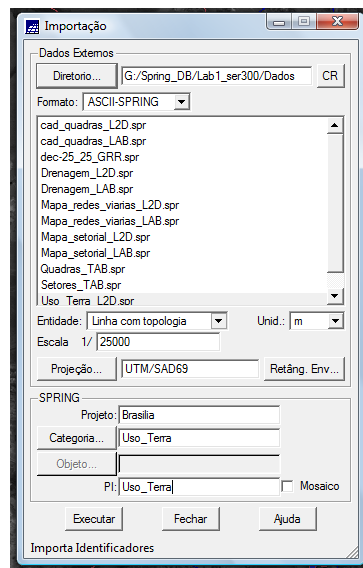 Importação
Dados Externos
Diretorio... G:/Spring_DB/Lab1_ser300/Dados CR
Formato: ASCII-SPRING
cad_quadras_L2D.spr
cad_quadras_LAB.spr
dec-25_25_GRR.spr
Drenagem_L2D.spr
Drenagem_LAB.spr
Mapa_redes_viarias_L2D.spr
Mapa_redes_viarias_LAB.spr
Mapa_setorial_L2D.spr
Mapa_setorial_LAB.spr
Quadras_TAB.spr
Setores_TAB.spr
Uso_Terra_L2D.spr
Entidade: Linha com topologia Unid.: m
Escala 1/ 25000
Projeção... UTM/SAD69 Retâng. Env...
SPRING
Projeto: Brasilia
Categoria... Uso_Terra
Objeto...
PI: Uso_Terra Mosaico
Executar Fechar Ajuda
Importa Identificadores